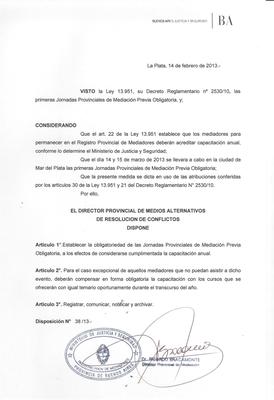 BUENOS AIRES JUSTICIA Y SEGURIDAD
BA
La Plata, 14 de febrero de 2013.-
VISTO la Ley 13.951, su Decreto Reglamentario nº 2530/10, las
primeras Jornadas Provinciales de Mediación Previa Obligatoria, y;
CONSIDERANDO
Que el art. 22 de la Ley 13.951 establece que los mediadores para
permanecer en el Registro Provincial de Mediadores deberán acreditar capacitación anual,
conforme lo determine el Ministerio de Justicia y Seguridad.
Que el día 14 y 15 de marzo de 2013 se llevara a cabo en la ciudad de
Mar del Plata las primeras Jornadas Provinciales de Mediación Previa Obligatoria;
Que la presente medida se dicta en uso de las atribuciones conferidas
por los artículos 30 de la Ley 13.951 y 21 del Decreto Reglamento N° 2530/10.
Por ello,
EL DIRECTOR PROVINCIAL DE MEDIOS ALTERNATIVOS
DE RESOLUCION DE CONFLICTOS
DISPONE
Artículo 1°.Establecer la obligatoriedad de las Jornadas Provinciales de Mediación Previa
Obligatoria, a los efectos de considerarse cumplimentada la capacitación anual.
Artículo 2°. Para el caso excepcional de aquellos mediadores que no puedan asistir a dicho
evento, deberán compensar en forma obligatoria la capacitación con los cursos que se
ofrecerán con igual temario oportunamente durante el transcurso del año.
Artículo 3°. Registrar, comunicar, notificar y archivar.
Disposición N° 38 /13.-
MINISTERIO DE JUSTICIA Y SEGURIDAD
PROVINCIA DE BUENOS AIRES
Dr. RICARDO BRACAMONTE
Director Provincial de Mediación